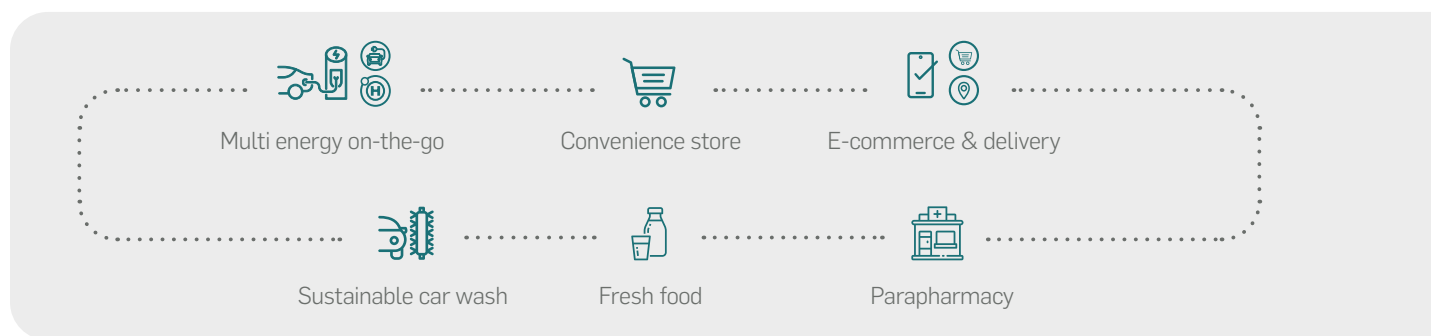 Multi energy on-the-go
Convenience store
E-commerce & delivery
H
Sustainable car wash
Fresh food
Parapharmacy